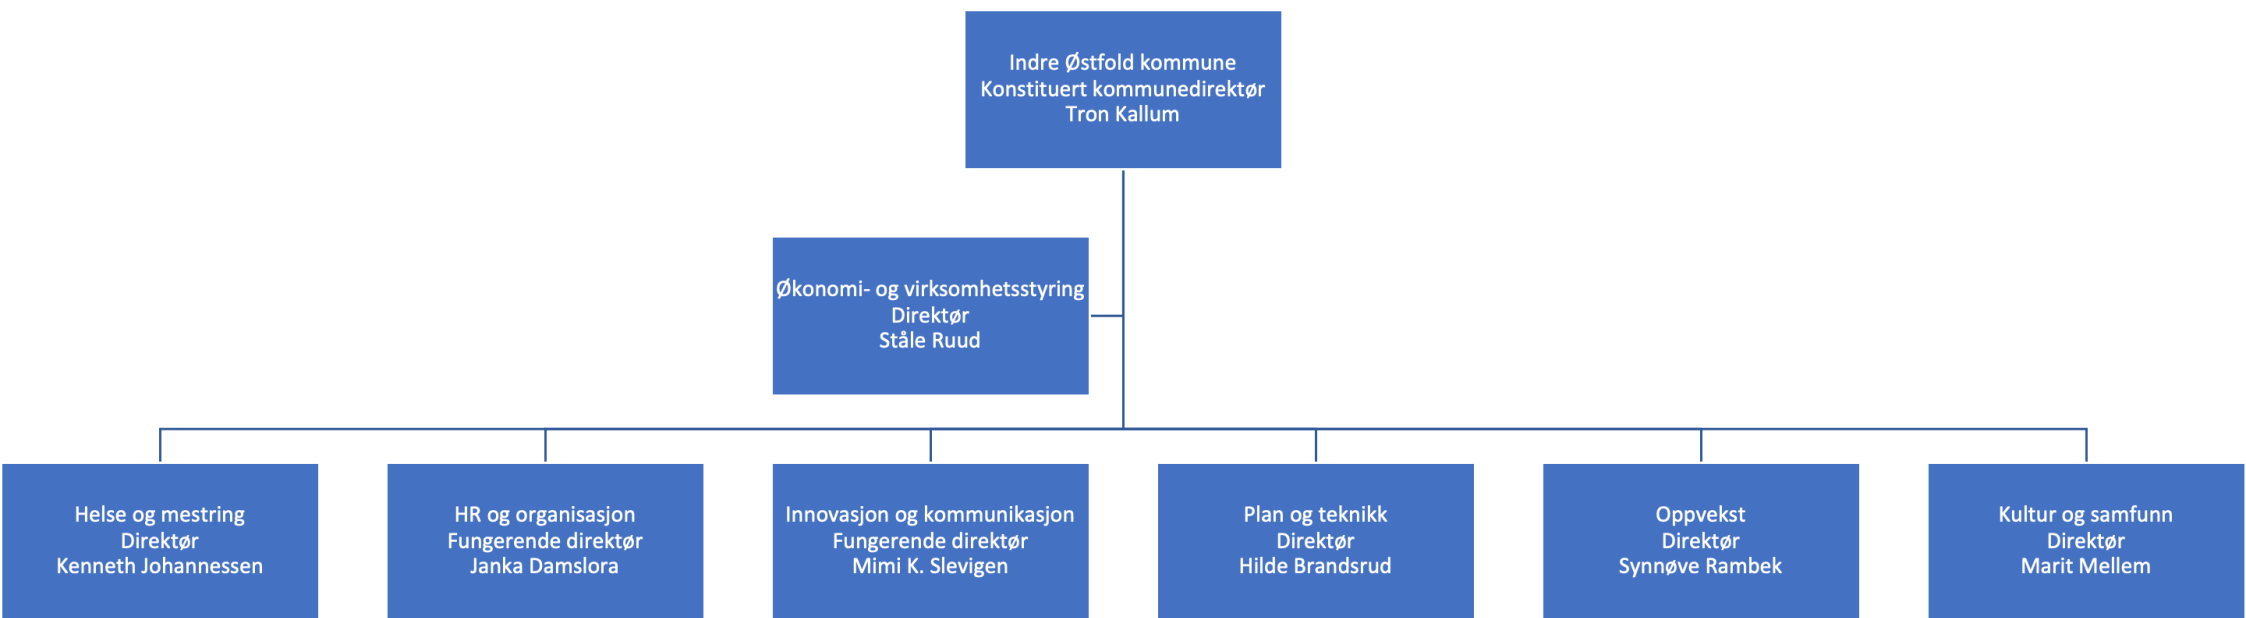 Indre Østfold kommune
Konstituert kommunedirektør
Tron Kallum
Økonomi- og virksomhetsstyring
Direktør
Ståle Ruud
Helse og mestring
Direktør
Kenneth Johannessen
HR og organisasjon
Fungerende direktør
Janka Damslora
Innovasjon og kommunikasjon
Fungerende direktør
Mimi K. Slevigen
Plan og teknikk
Direktør
Hilde Brandsrud
Oppvekst
Direktør
Synnøve Rambek
Kultur og samfunn
Direktør
Marit Mellem